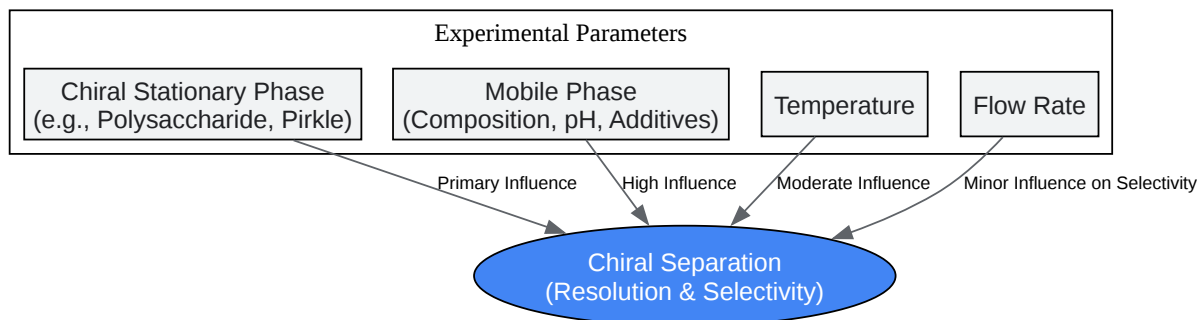 Experimental Parameters
Chiral Stationary Phase
(e.g., Polysaccharide, Pirkle)
Mobile Phase
(Composition, pH, Additives)
Temperature
Flow Rate
Primary Influence
High Influence
Moderate Influence
Minor Influence on Selectivity
Chiral Separation
(Resolution & Selectivity)